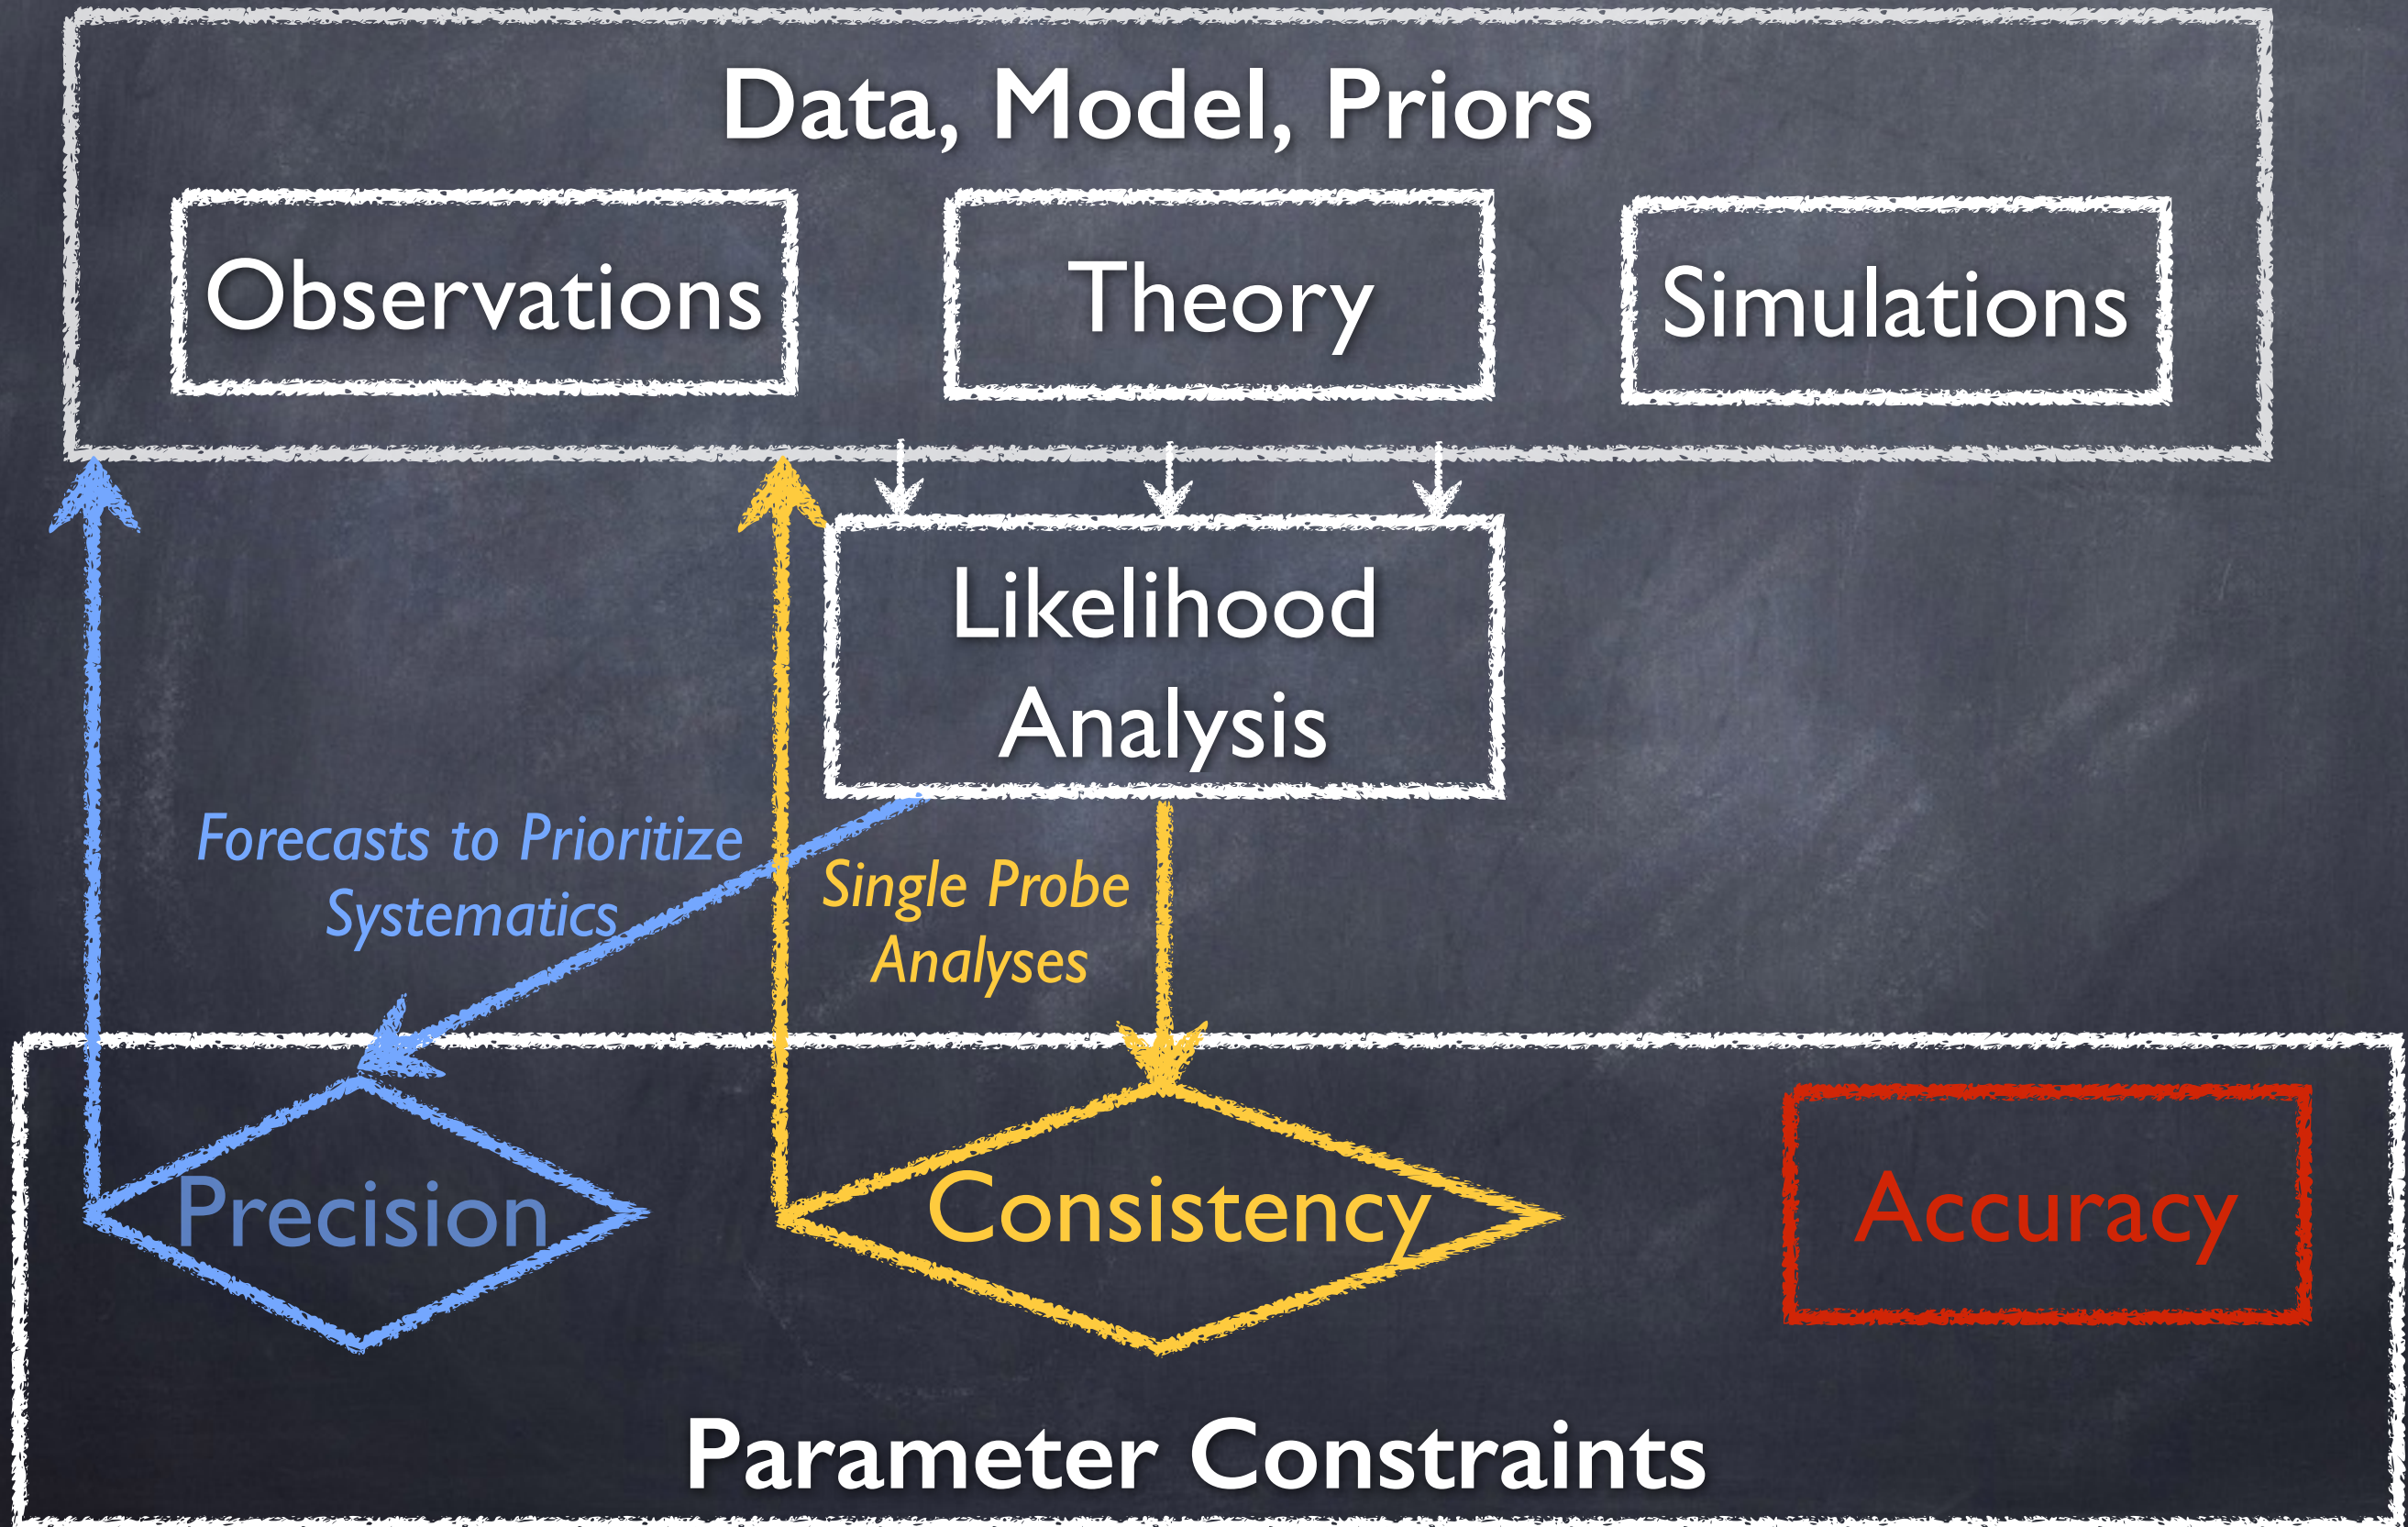 Data, Model, Priors
Observations
Theory
Simulations
Likelihood
Analysis
Forecasts to Prioritize
Systematics
Single Probe
Analyses
Precision
Consistency
Accuracy
Parameter Constraints